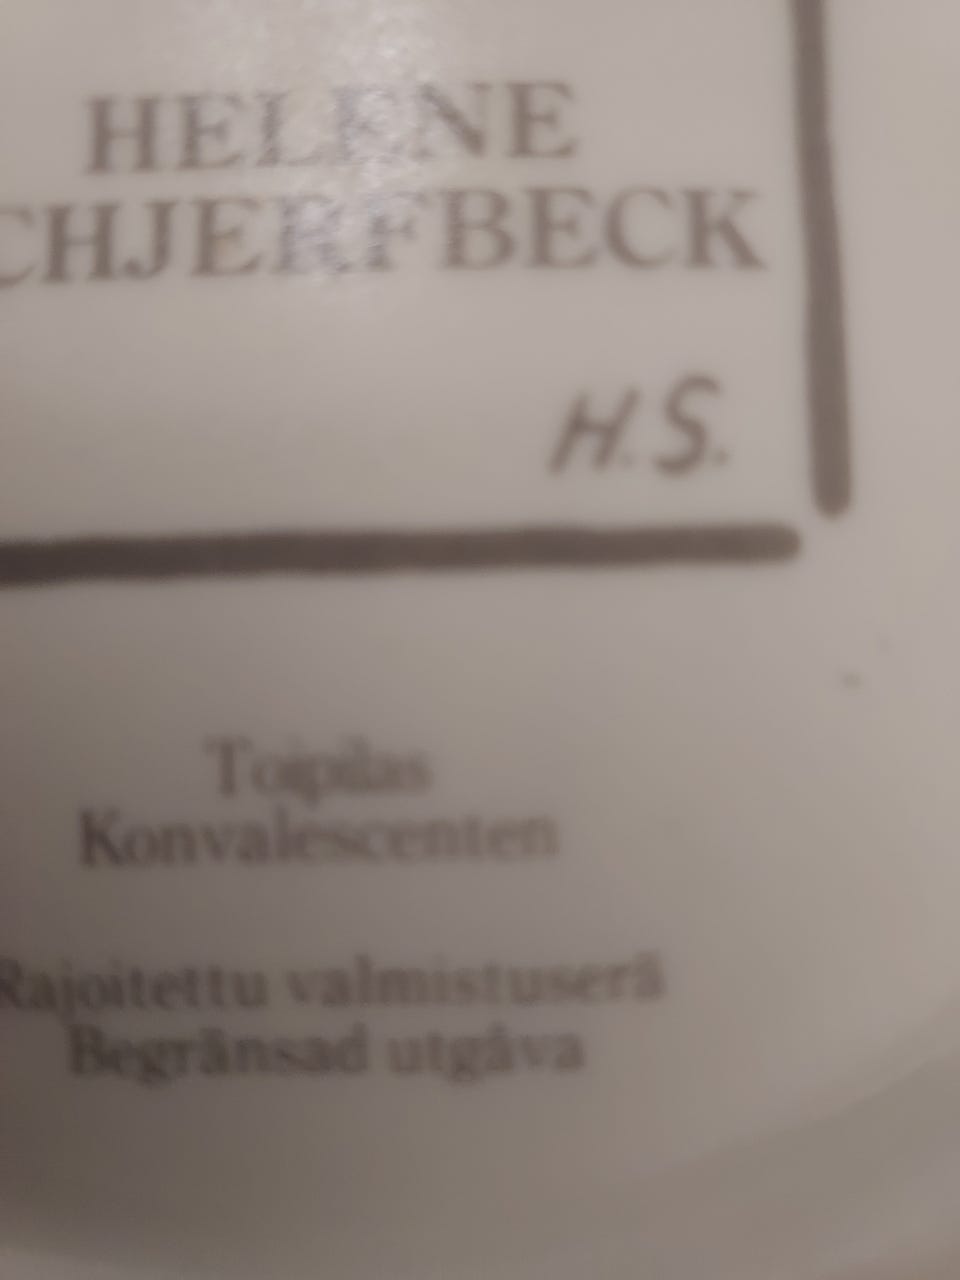 HELENE
CHJERFBECK
H.S.
Toipilas
Konvalescenten
Rajoitettu valmistuserä
Begränsad utgåva